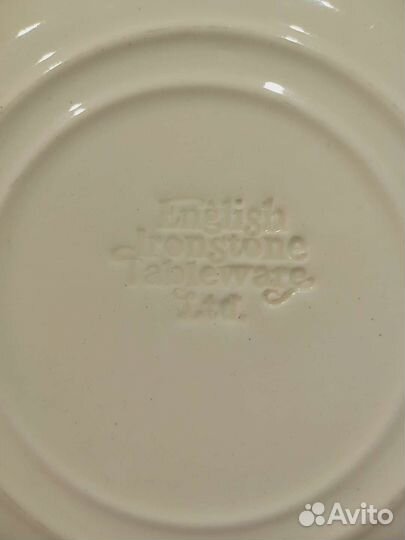 English
Ironstone
Tableware
Ltd.
Avito